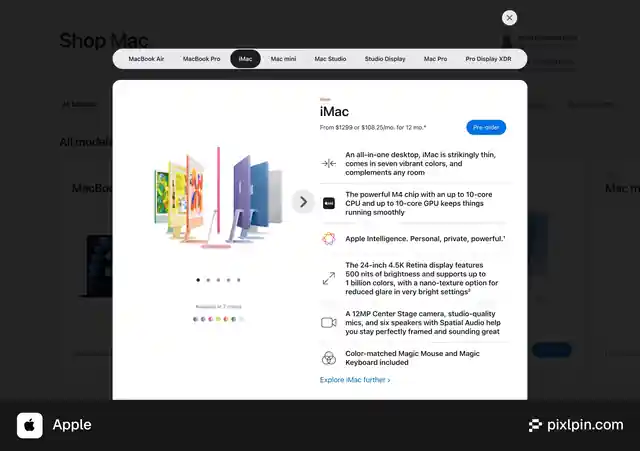 Shop Mac
MacBook Air
MacBook Pro
iMac
Mac mini
Mac Studio
Studio Display
Mac Pro
Pro Display XDR
All models
MacBook
Mac m
New
iMac
From $1299 or $108.25/mo. for 12 mo.*
Pre-order
An all-in-one desktop, iMac is strikingly thin,
comes in seven vibrant colors, and
complements any room
The powerful M4 chip with an up to 10-core
CPU and up to 10-core GPU keeps things
running smoothly
Apple Intelligence. Personal, private, powerful.¹
The 24-inch 4.5K Retina display features
500 nits of brightness and supports up to
1 billion colors, with a nano-texture option for
reduced glare in very bright settings²
A 12MP Center Stage camera, studio-quality
mics, and six speakers with Spatial Audio help
you stay perfectly framed and sounding great
Color-matched Magic Mouse and Magic
Keyboard included
Explore iMac further >
Available in 7 colors
Apple
pixlpin.com